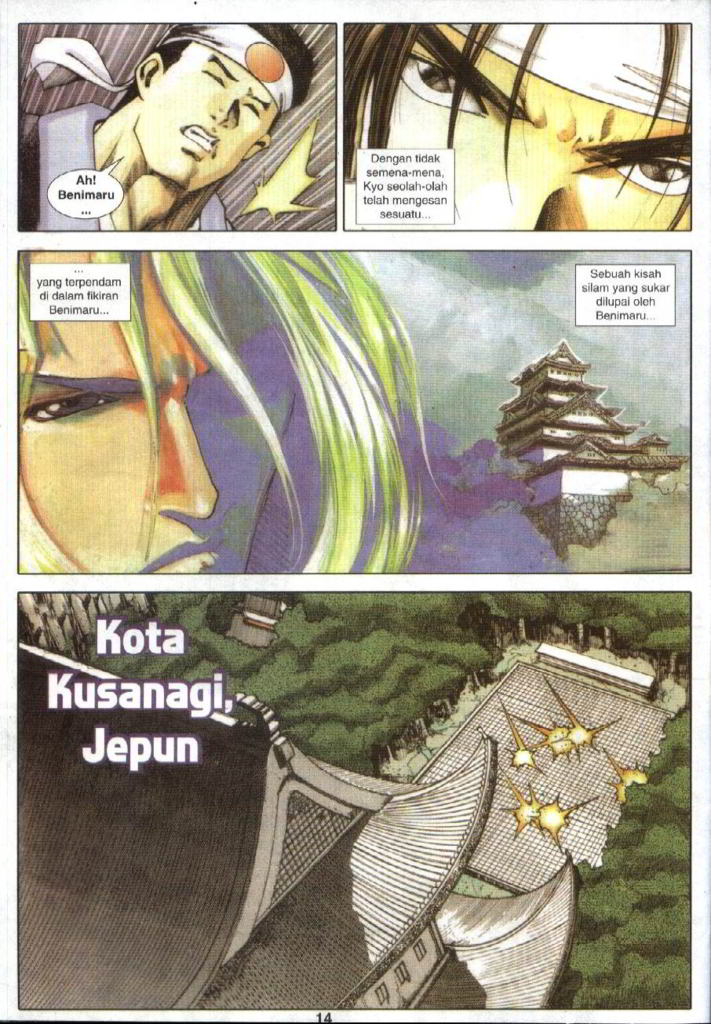 Ah!
Benimaru
...
Dengan tidak
semena-mena,
Kyo seolah-olah
telah mengesan
sesuatu...
...
yang terpendam
di dalam fikiran
Benimaru...
Sebuah kisah
silam yang sukar
dilupai oleh
Benimaru...
Kota
Kusanagi,
Jepun
14